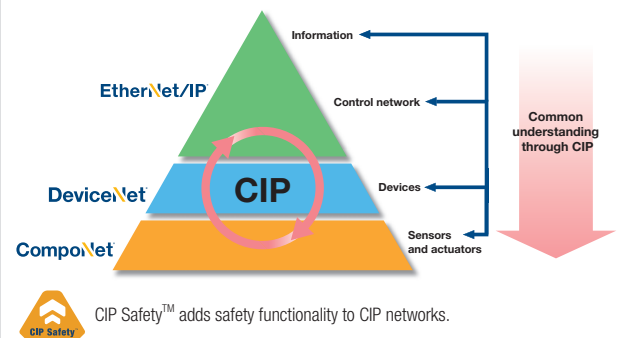 Information
EtherNet/IP
Control network
Common
understanding
through CIP
DeviceNet
CIP
Devices
CompoNet
Sensors
and actuators
CIP Safety™
CIP Safety™ adds safety functionality to CIP networks.